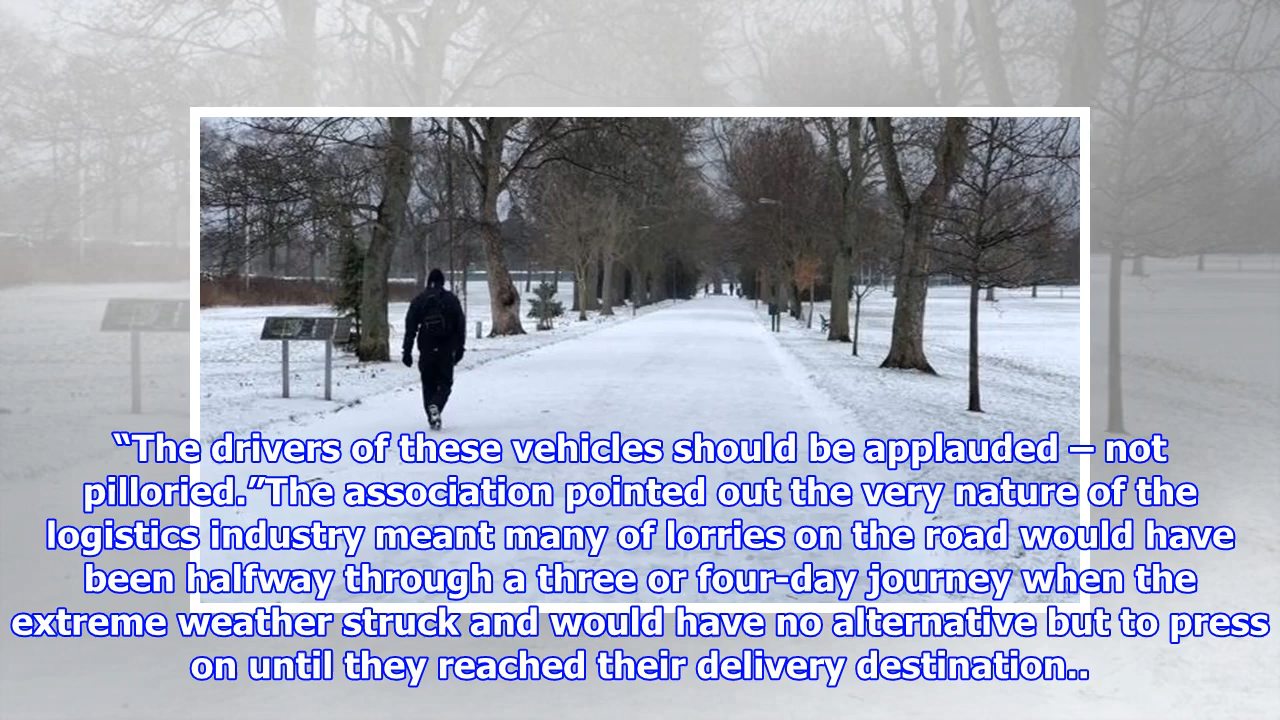 “The drivers of these vehicles should be applauded – not
pilloried.”The association pointed out the very nature of the
logistics industry meant many of lorries on the road would have
been halfway through a three or four-day journey when the
extreme weather struck and would have no alternative but to press
on until they reached their delivery destination..